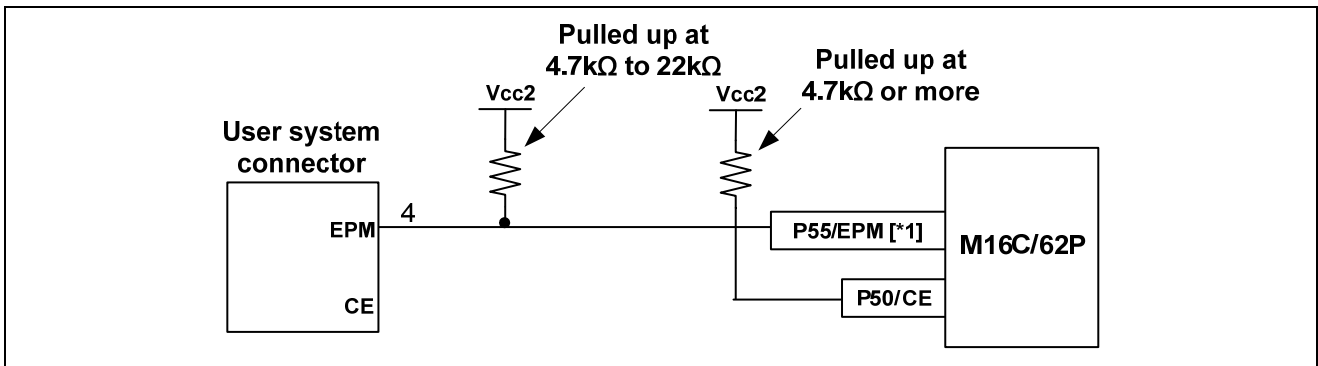 Pulled up at
4.7kΩ to 22kΩ
Pulled up at
4.7kΩ or more
Vcc2
Vcc2
User system
connector
EPM
4
P55/EPM [*1]
M16C/62P
CE
P50/CE